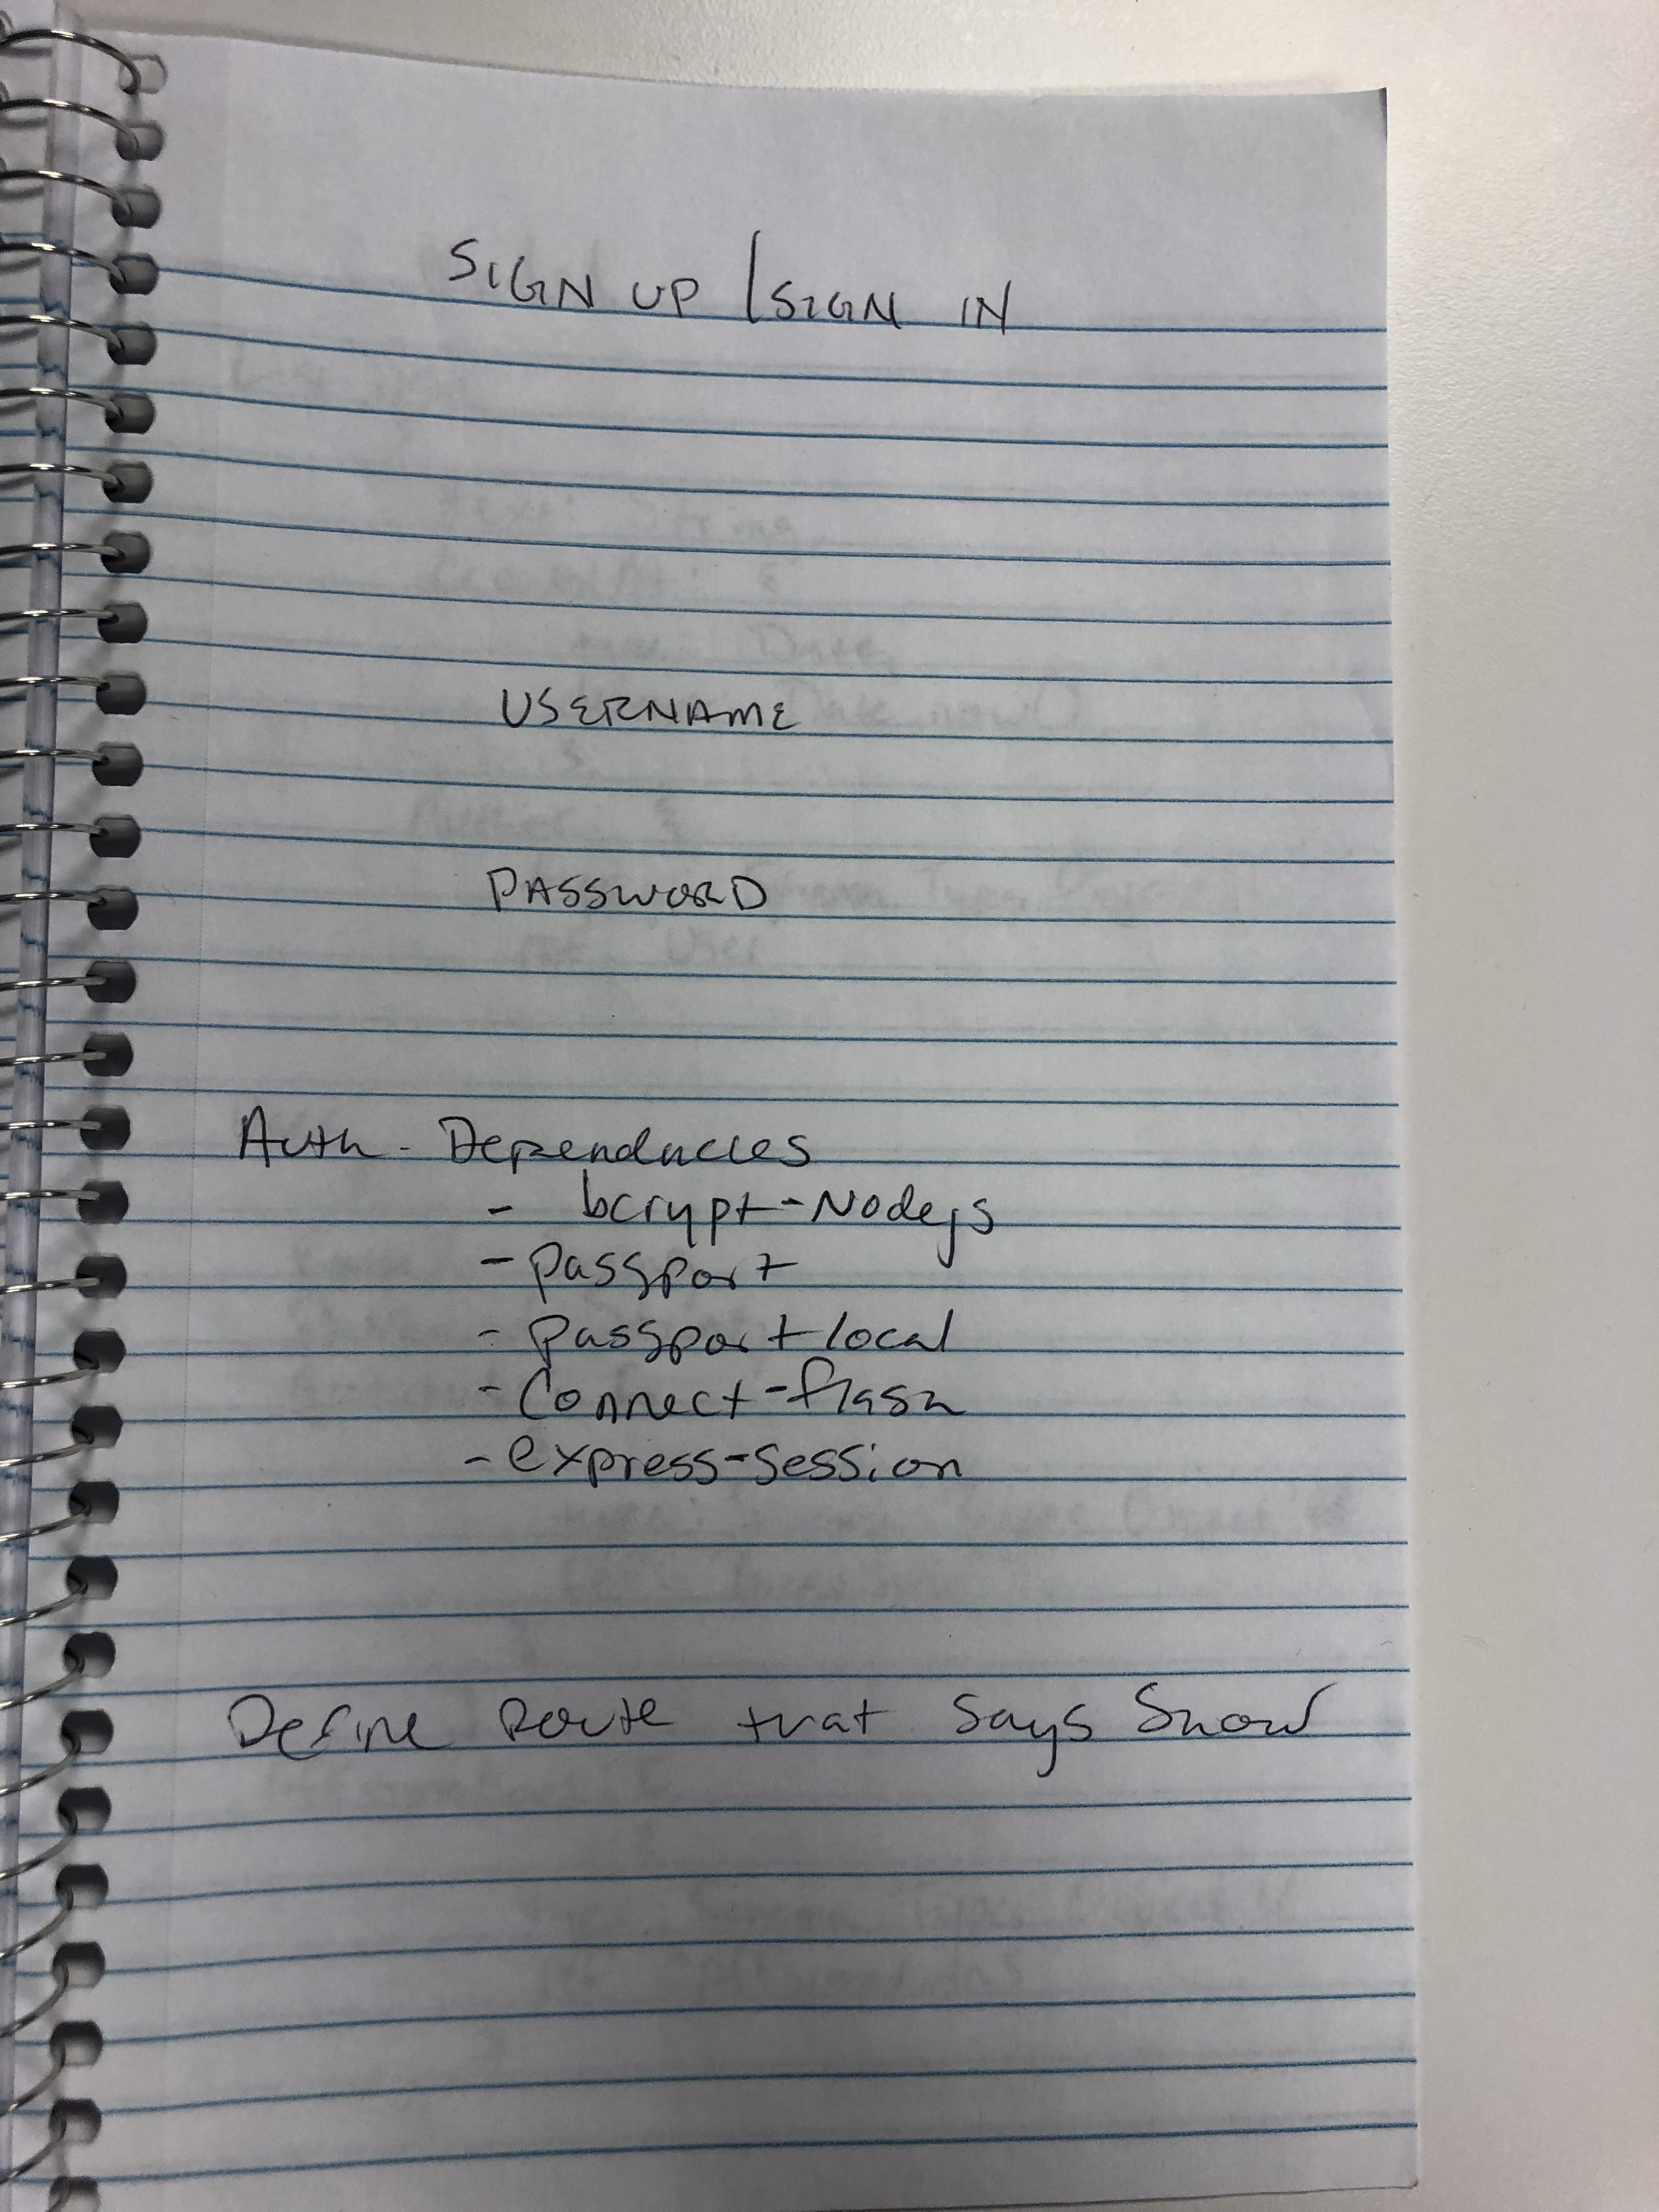 SIGN UP / SIGN IN
USERNAME
PASSWORD
Auth - Dependacies
- bcrypt-Nodejs
- passport
- passport local
- Connect-flash
- express-session
Define Route that says Show